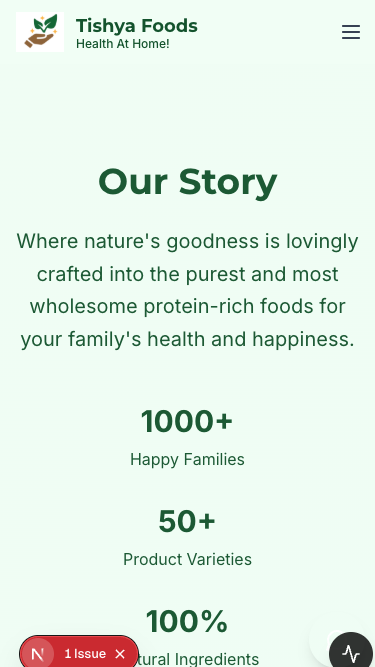 Tishya Foods
Health At Home!
Our Story
Where nature's goodness is lovingly
crafted into the purest and most
wholesome protein-rich foods for
your family's health and happiness.
1000+
Happy Families
50+
Product Varieties
100%
tural Ingredients
N
1 Issue